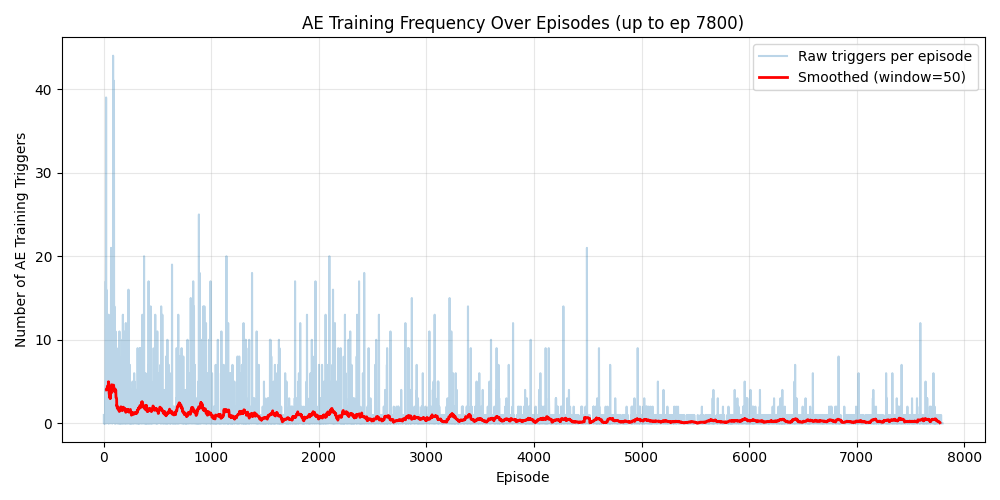 AE Training Frequency Over Episodes (up to ep 7800)
Raw triggers per episode
Smoothed (window=50)
Number of AE Training Triggers
40
30
20
10
0
0 1000 2000 3000 4000 5000 6000 7000 8000
Episode